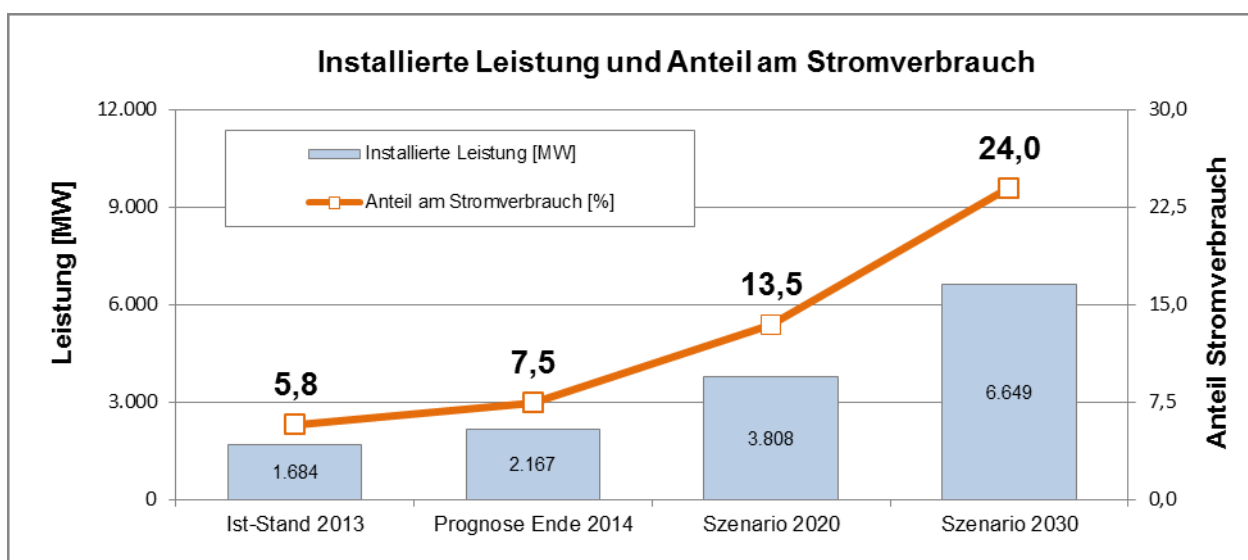 Installierte Leistung und Anteil am Stromverbrauch
12.000
9.000
6.000
3.000
0
Leistung [MW]
Installierte Leistung [MW]
Anteil am Stromverbrauch [%]
5,8
7,5
13,5
24,0
1.684
2.167
3.808
6.649
30,0
22,5
15,0
7,5
0,0
Anteil Stromverbrauch
Ist-Stand 2013
Prognose Ende 2014
Szenario 2020
Szenario 2030